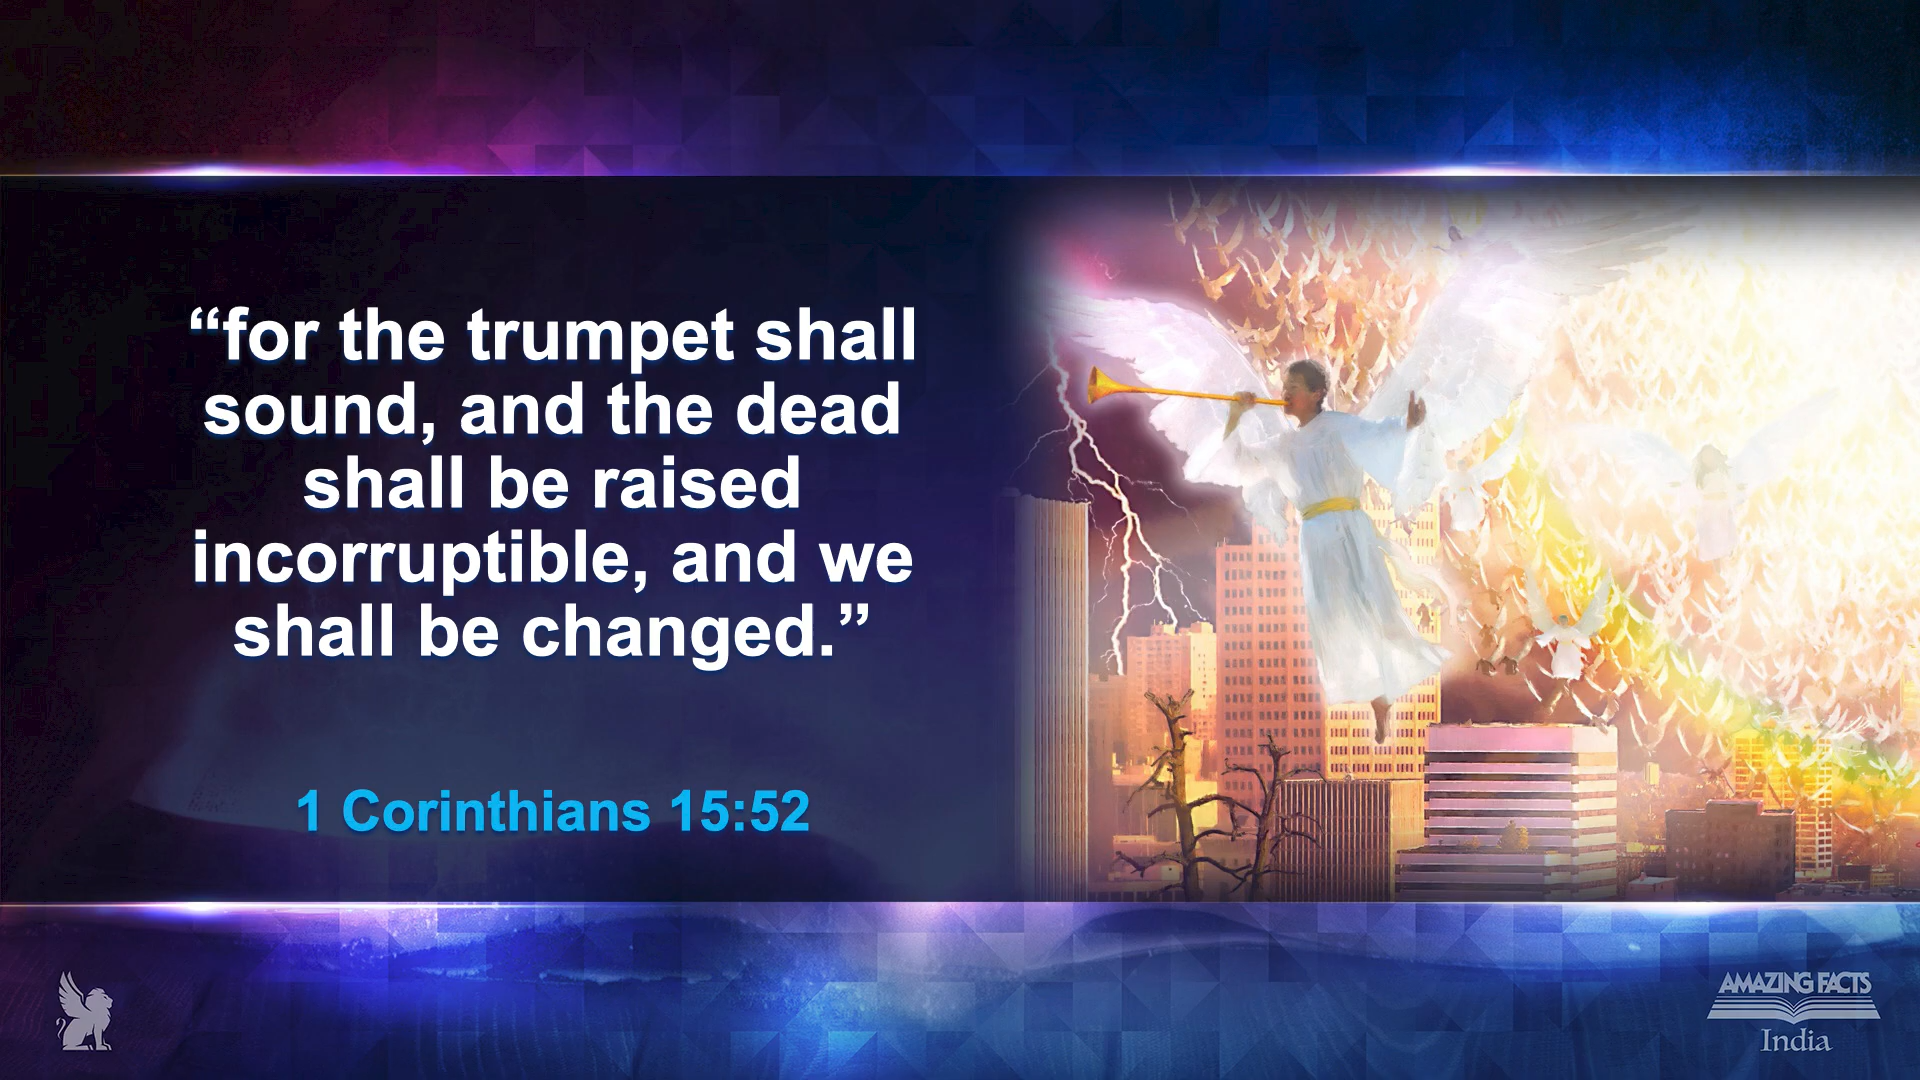 “for the trumpet shall
sound, and the dead
shall be raised
incorruptible, and we
shall be changed.”
1 Corinthians 15:52
AMAZING FACTS
India